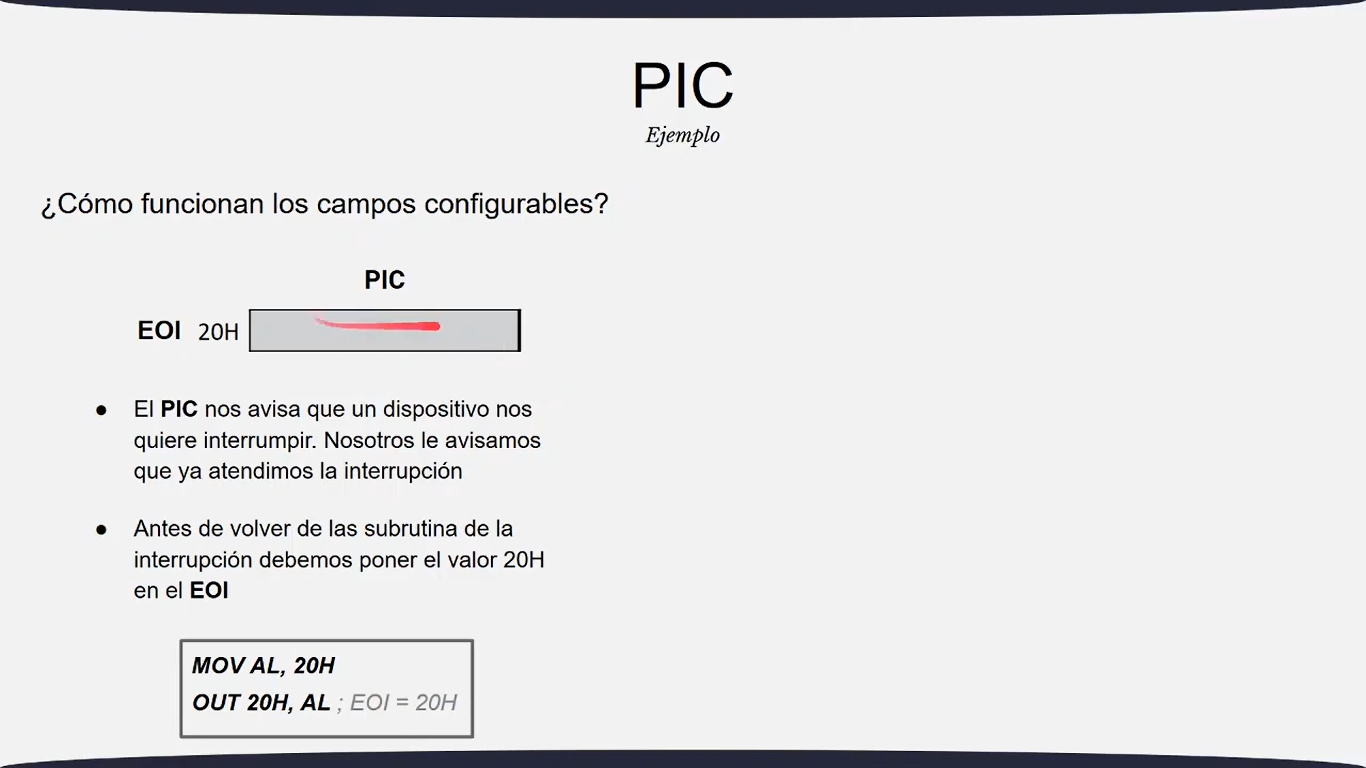 PIC
Ejemplo
¿Cómo funcionan los campos configurables?
PIC
EOI 20H
● El PIC nos avisa que un dispositivo nos
quiere interrumpir. Nosotros le avisamos
que ya atendimos la interrupción
● Antes de volver de las subrutina de la
interrupción debemos poner el valor 20H
en el EOI
MOV AL, 20H
OUT 20H, AL ; EOI = 20H